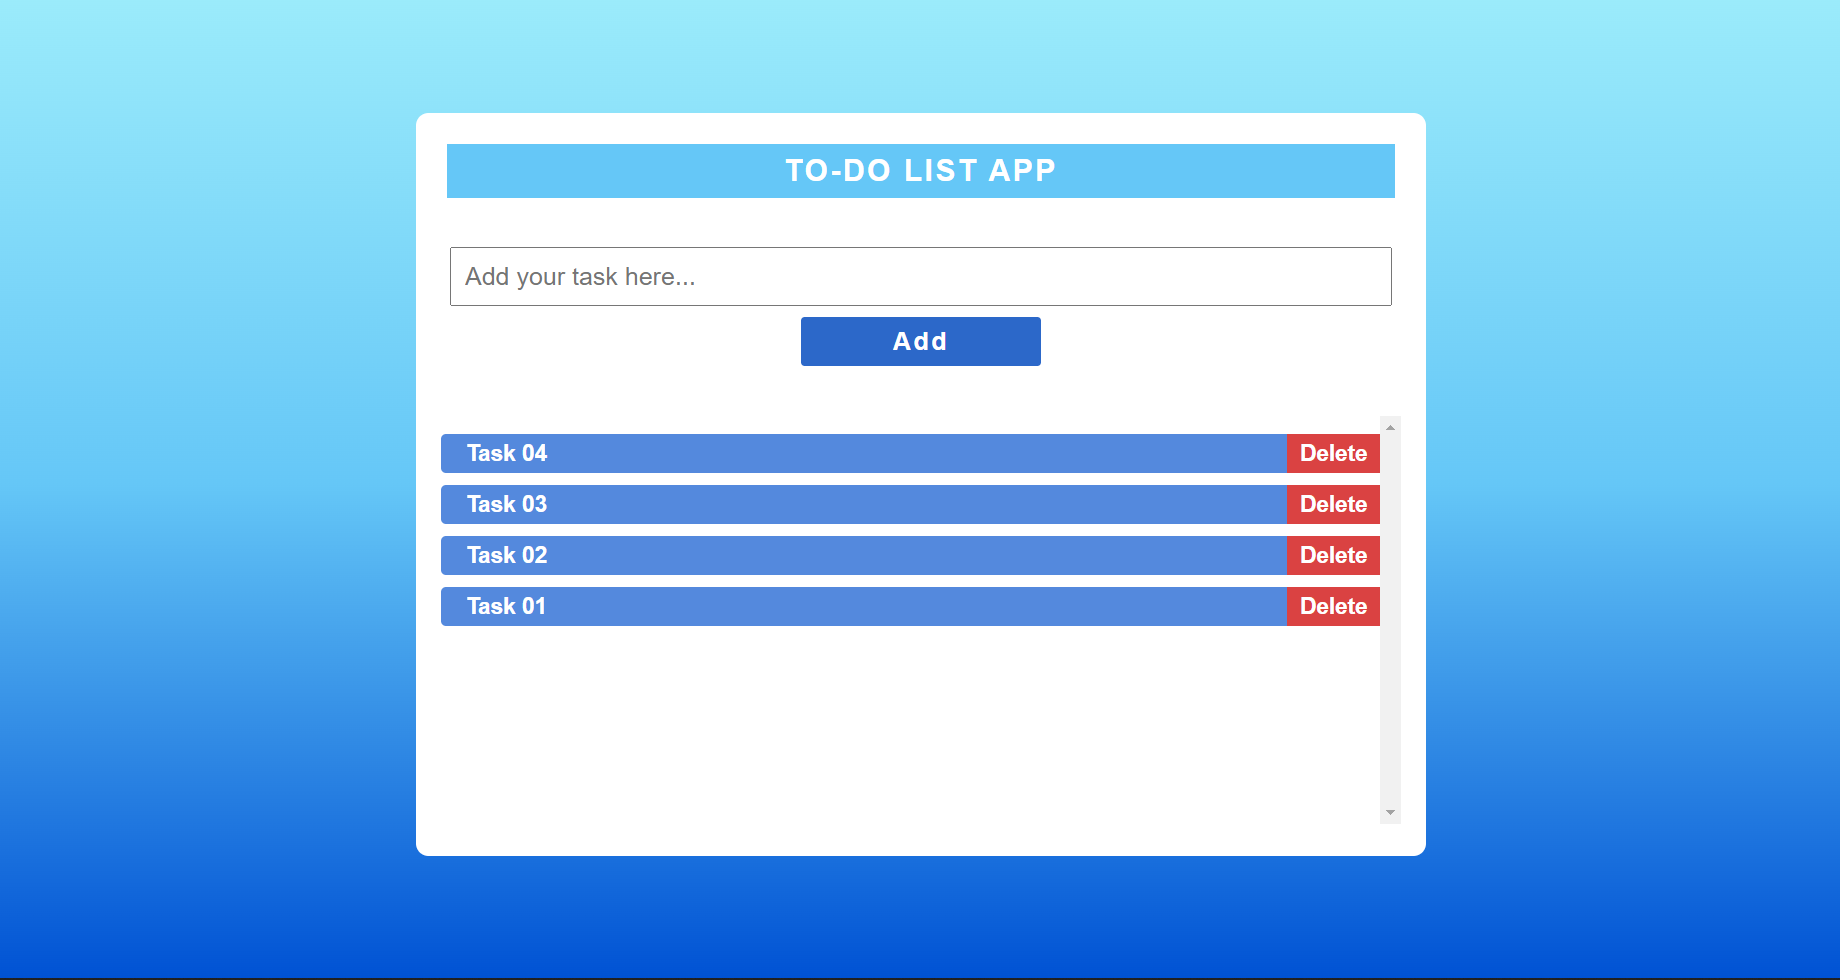 TO-DO LIST APP
Add your task here...
Add
Task 04 Delete
Task 03 Delete
Task 02 Delete
Task 01 Delete